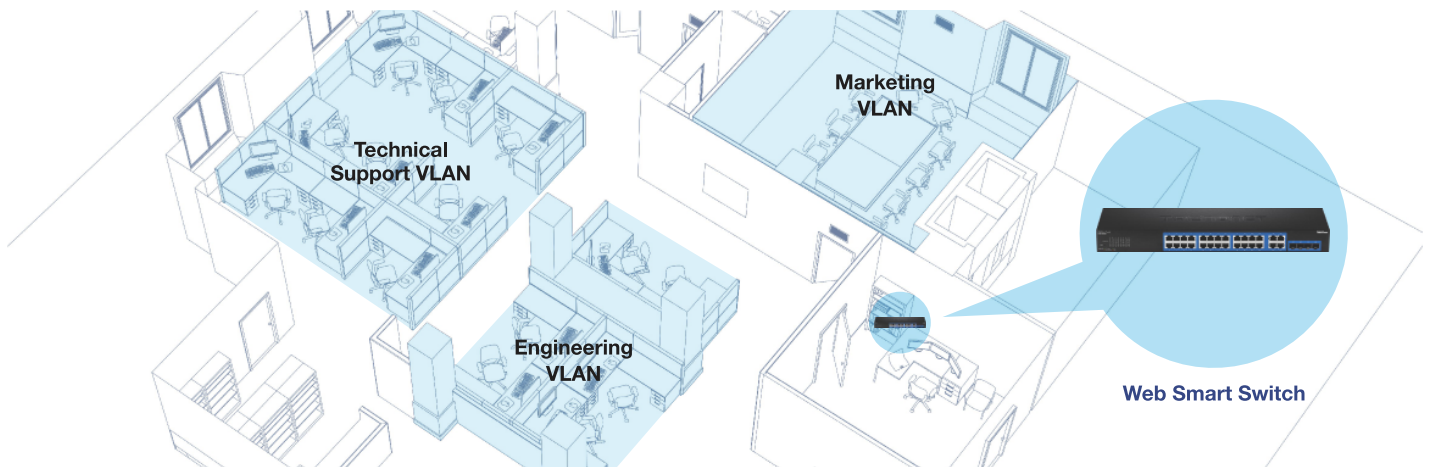 Marketing
VLAN
Technical
Support VLAN
Engineering
VLAN
Web Smart Switch